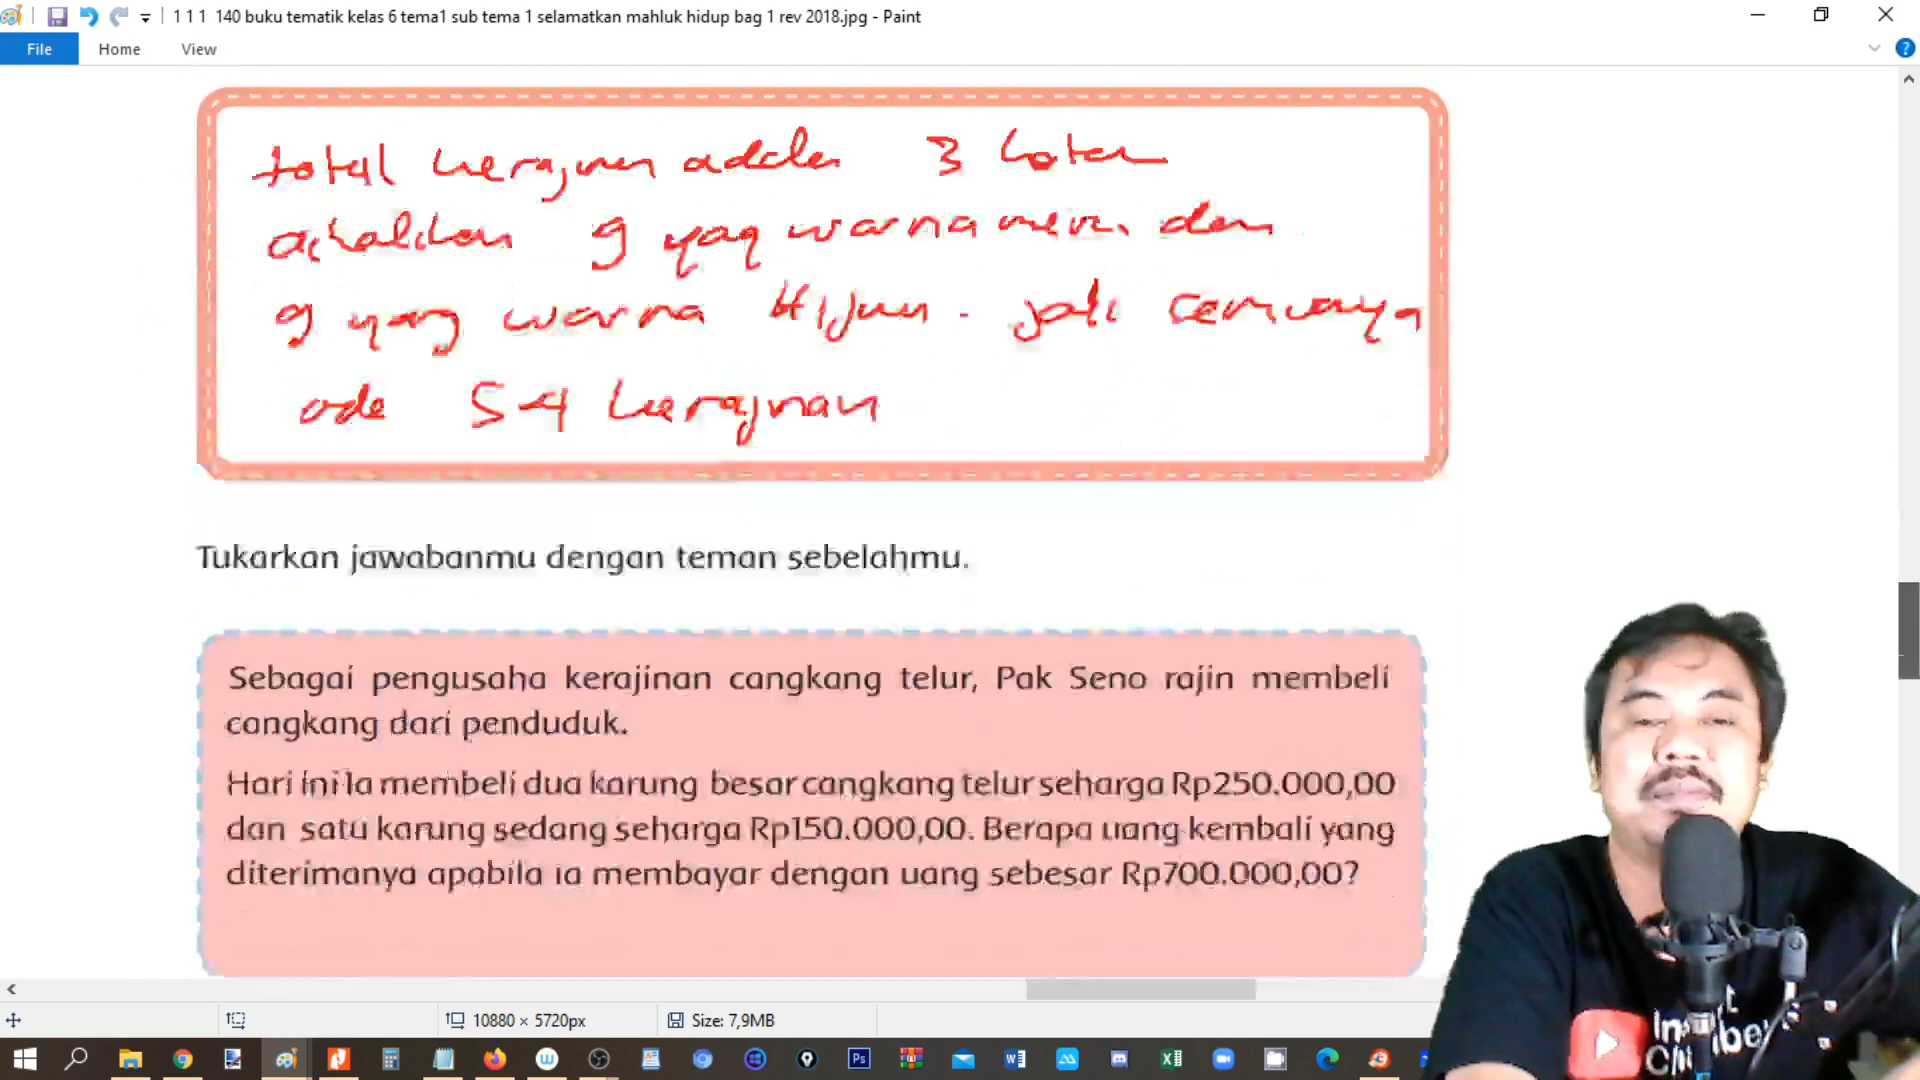 1 1 1 140 buku tematik kelas 6 tema1 sub tema 1 selamatkan mahluk hidup bag 1 rev 2018.jpg - Paint
File Home View
total kerajinan adalah 3 kotak
dikalikan 9 yag warna merh dan
9 yang warna Hijau. jadi semuanya
ada 54 kerajinan
Tukarkan jawabanmu dengan teman sebelahmu.
Sebagai pengusaha kerajinan cangkang telur, Pak Seno rajin membeli
cangkang dari penduduk.
Hari ini Ia membeli dua karung besar cangkang telur seharga Rp250.000,00
dan satu karung sedang seharga Rp150.000,00. Berapa uang kembali yang
diterimanya apabila ia membayar dengan uang sebesar Rp700.000,00?
10880 × 5720px
Size: 7,9MB